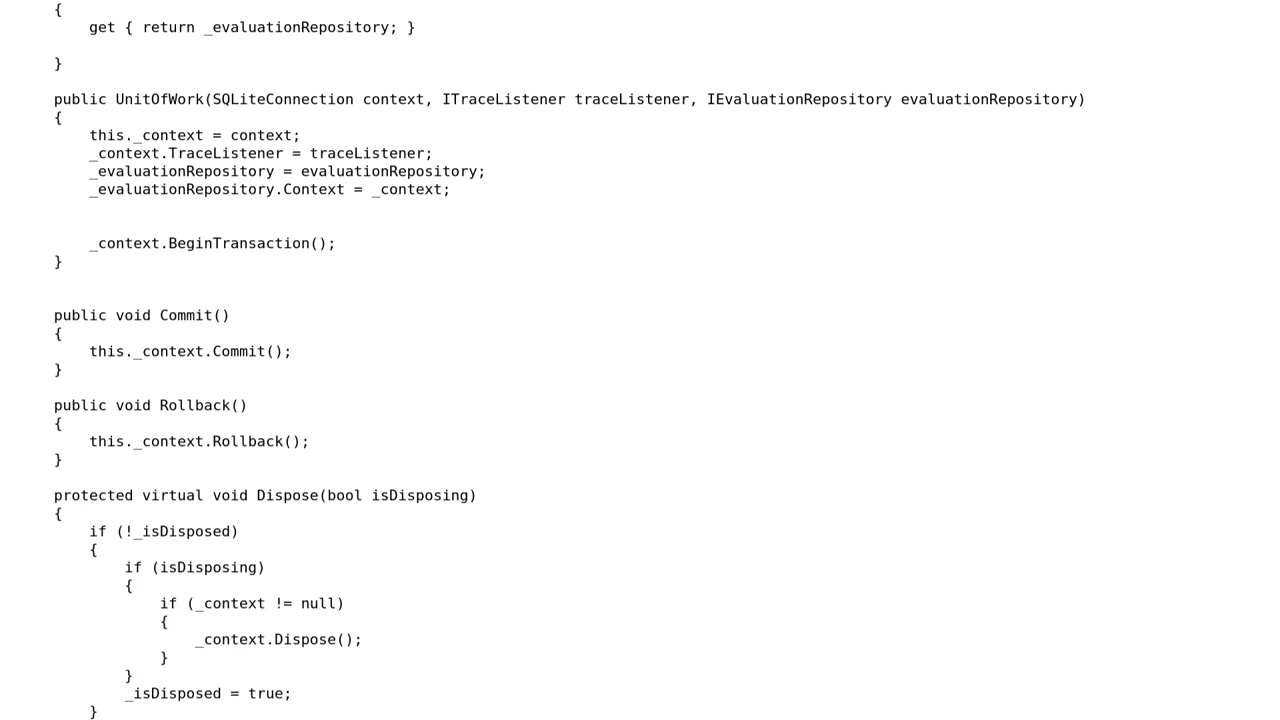 {
    get { return _evaluationRepository; }

}

public UnitOfWork(SQLiteConnection context, ITraceListener traceListener, IEvaluationRepository evaluationRepository)
{
    this._context = context;
    _context.TraceListener = traceListener;
    _evaluationRepository = evaluationRepository;
    _evaluationRepository.Context = _context;


    _context.BeginTransaction();
}


public void Commit()
{
    this._context.Commit();
}

public void Rollback()
{
    this._context.Rollback();
}

protected virtual void Dispose(bool isDisposing)
{
    if (!_isDisposed)
    {
        if (isDisposing)
        {
            if (_context != null)
            {
                _context.Dispose();
            }
        }
        _isDisposed = true;
    }